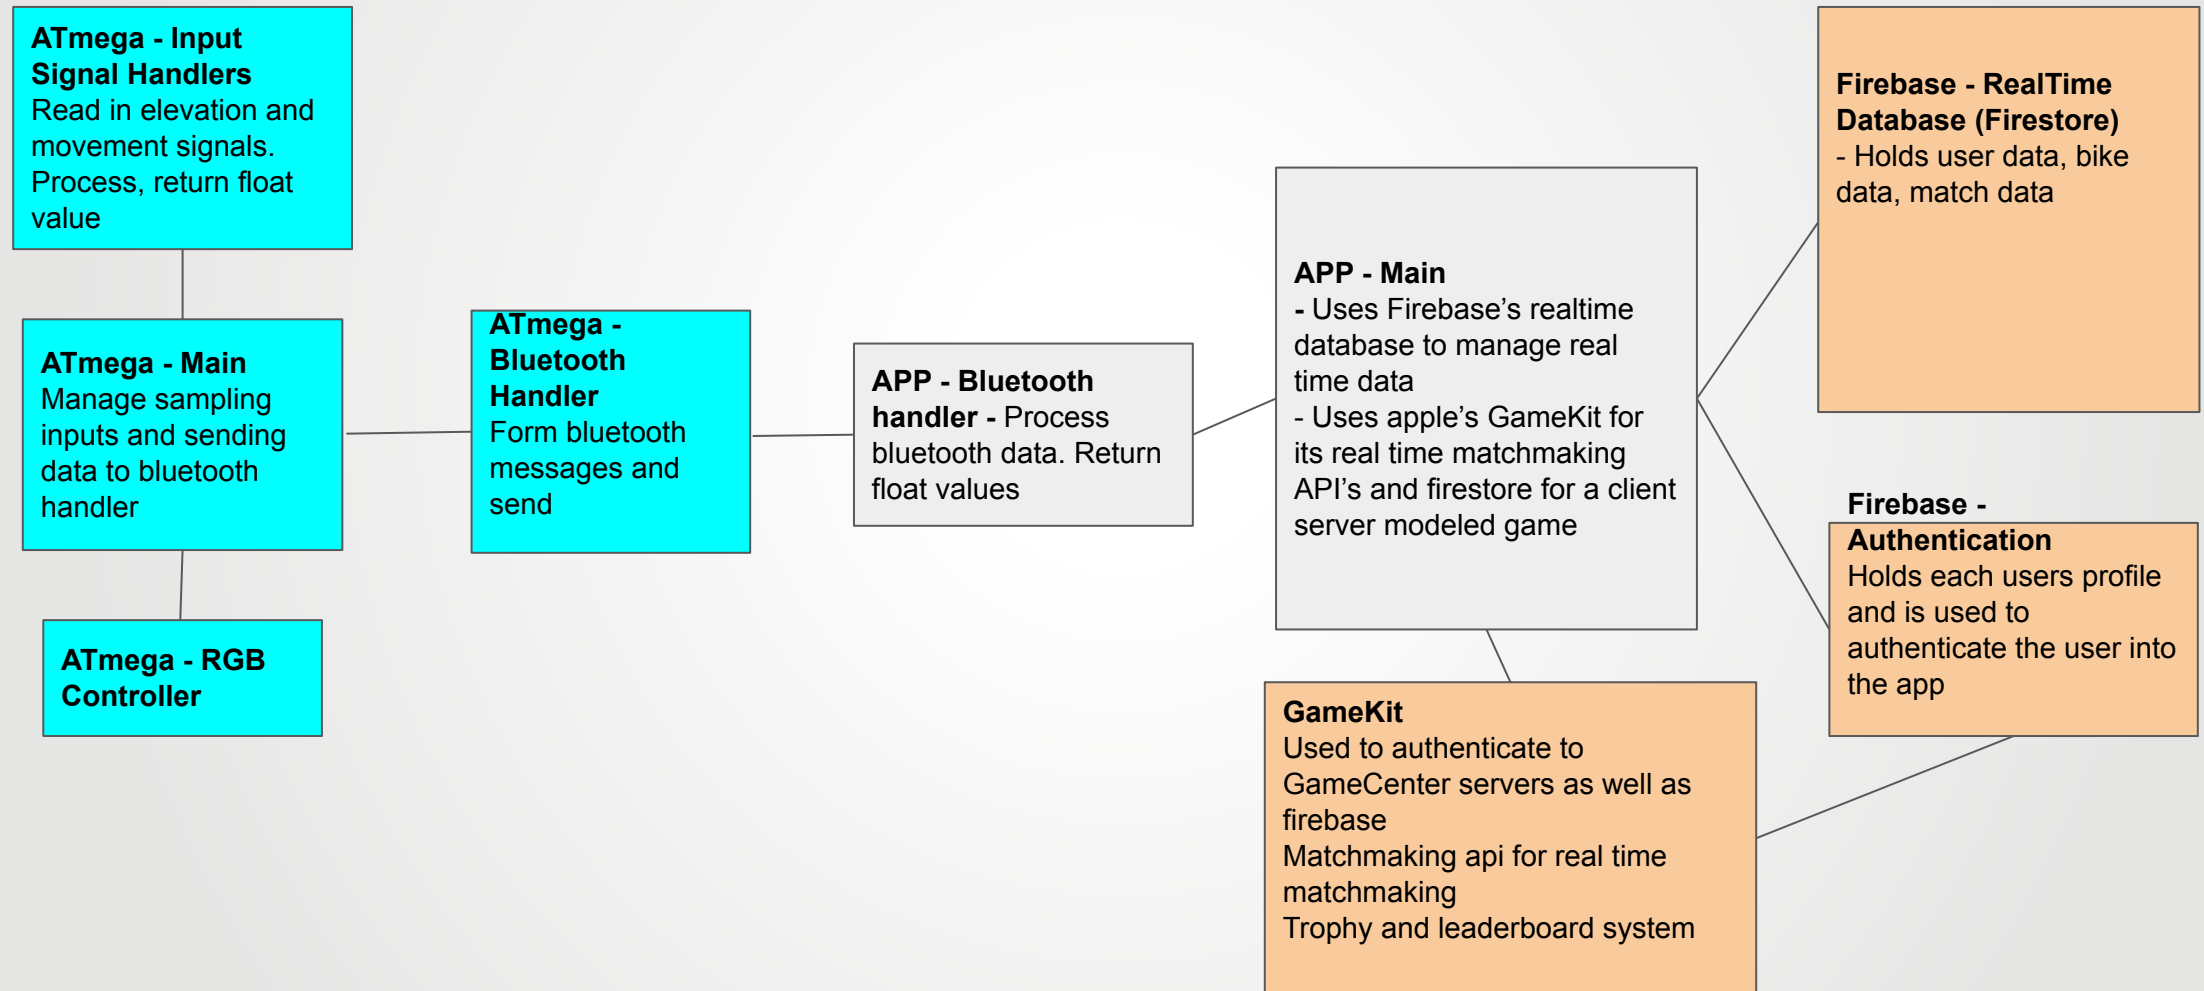 ATmega - Input
Signal Handlers
Read in elevation and
movement signals.
Process, return float
value
ATmega - Main
Manage sampling
inputs and sending
data to bluetooth
handler
ATmega - RGB
Controller
ATmega -
Bluetooth
Handler
Form bluetooth
messages and
send
APP - Bluetooth
handler - Process
bluetooth data. Return
float values
APP - Main
- Uses Firebase’s realtime
database to manage real
time data
- Uses apple’s GameKit for
its real time matchmaking
API’s and firestore for a client
server modeled game
GameKit
Used to authenticate to
GameCenter servers as well as
firebase
Matchmaking api for real time
matchmaking
Trophy and leaderboard system
Firebase - RealTime
Database (Firestore)
- Holds user data, bike
data, match data
Firebase -
Authentication
Holds each users profile
and is used to
authenticate the user into
the app